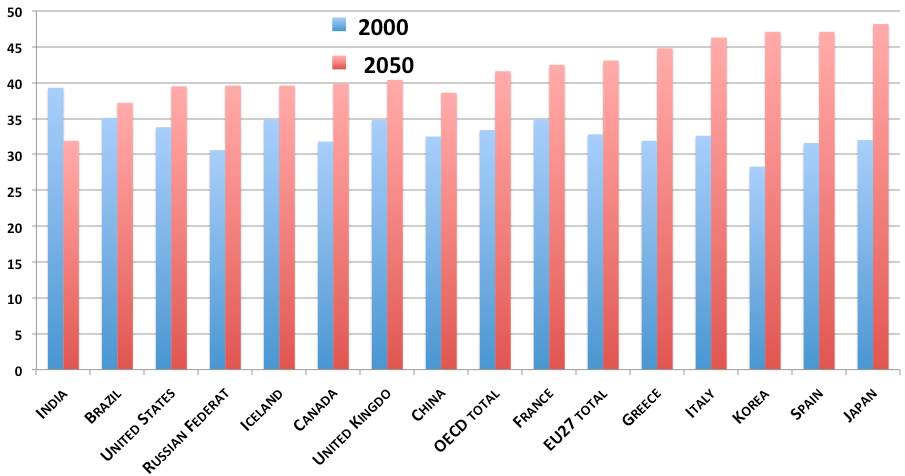 2000
2050
50
45
40
35
30
25
20
15
10
5
0
INDIA
BRAZIL
UNITED STATES
RUSSIAN FEDERAT
ICELAND
CANADA
UNITED KINGDO
CHINA
OECD TOTAL
FRANCE
EU27 TOTAL
GREECE
ITALY
KOREA
SPAIN
JAPAN